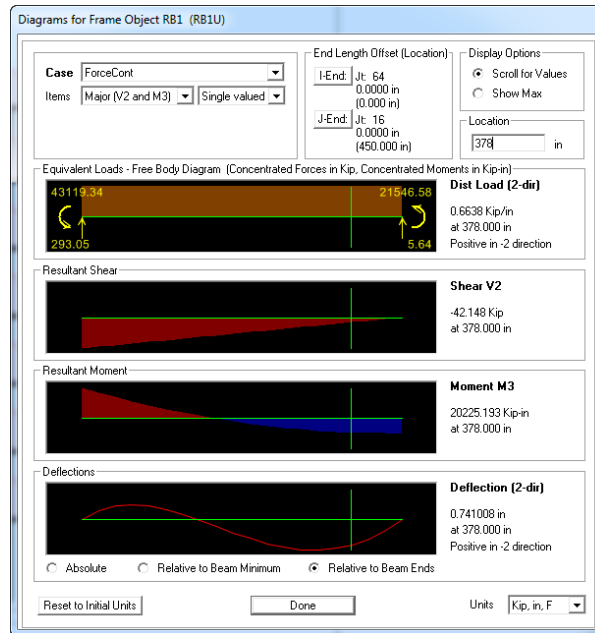 Diagrams for Frame Object RB1 (RB1U)
Case ForceCont
Items Major (V2 and M3) Single valued
End Length Offset (Location)
I-End: Jt: 64
0.0000 in
(0.000 in)
J-End: Jt: 16
0.0000 in
(450.000 in)
Display Options
Scroll for Values
Show Max
Location
378 in
Equivalent Loads - Free Body Diagram (Concentrated Forces in Kip, Concentrated Moments in Kip-in)
43119.34 21546.58
293.05 5.64
Dist Load (2-dir)
0.6638 Kip/in
at 378.000 in
Positive in -2 direction
Resultant Shear
Shear V2
-42.148 Kip
at 378.000 in
Resultant Moment
Moment M3
20225.193 Kip-in
at 378.000 in
Deflections
Deflection (2-dir)
0.741008 in
at 378.000 in
Positive in -2 direction
Absolute Relative to Beam Minimum Relative to Beam Ends
Reset to Initial Units Done Units Kip, in, F